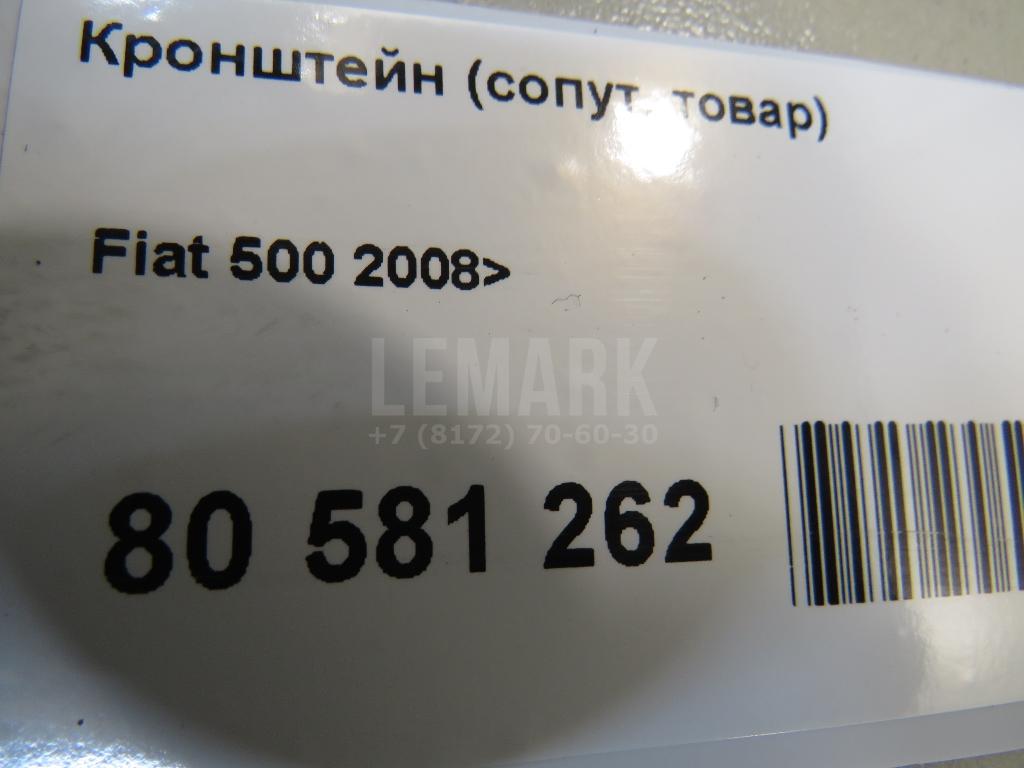 Кронштейн (сопут. товар)
Fiat 500 2008>
LEMARK
+7 (8172) 70-60-30
80 581 262